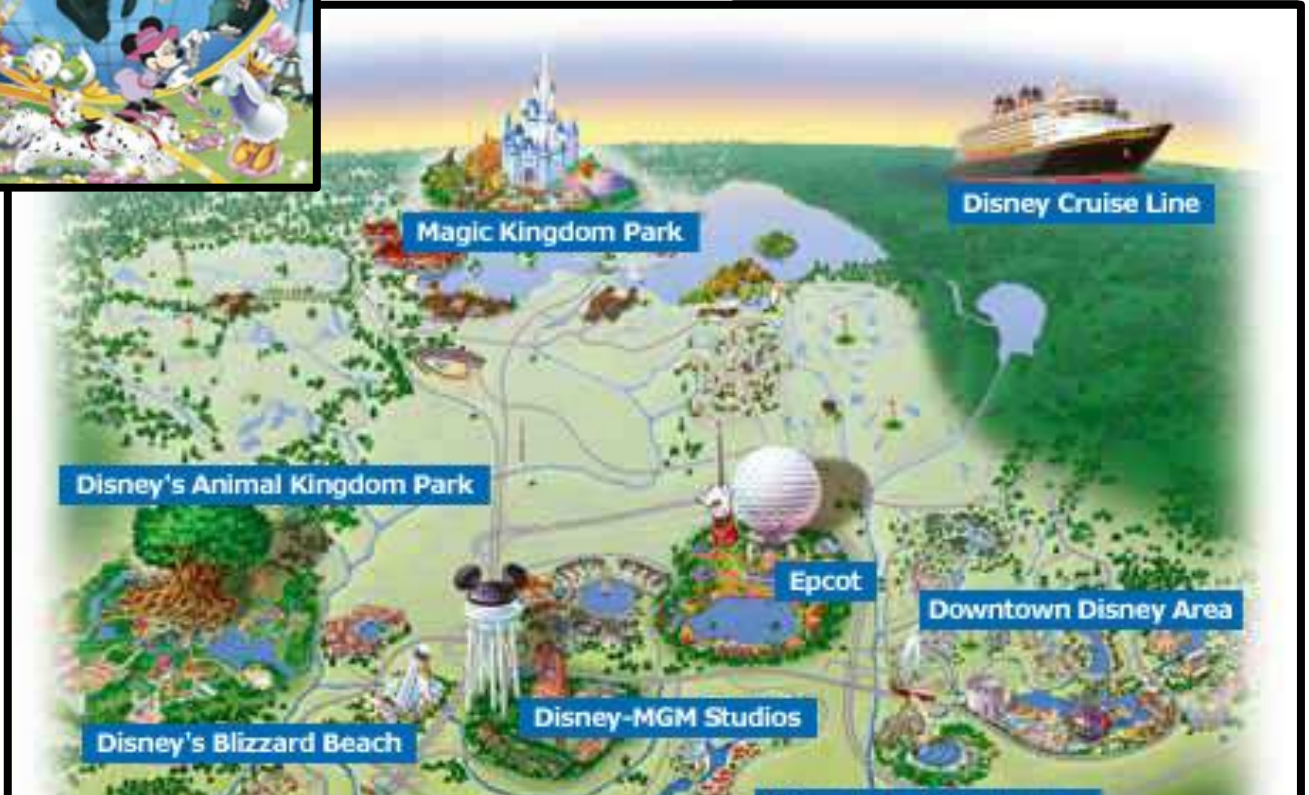 Magic Kingdom Park
Disney Cruise Line
Disney's Animal Kingdom Park
Epcot
Downtown Disney Area
Disney-MGM Studios
Disney's Blizzard Beach